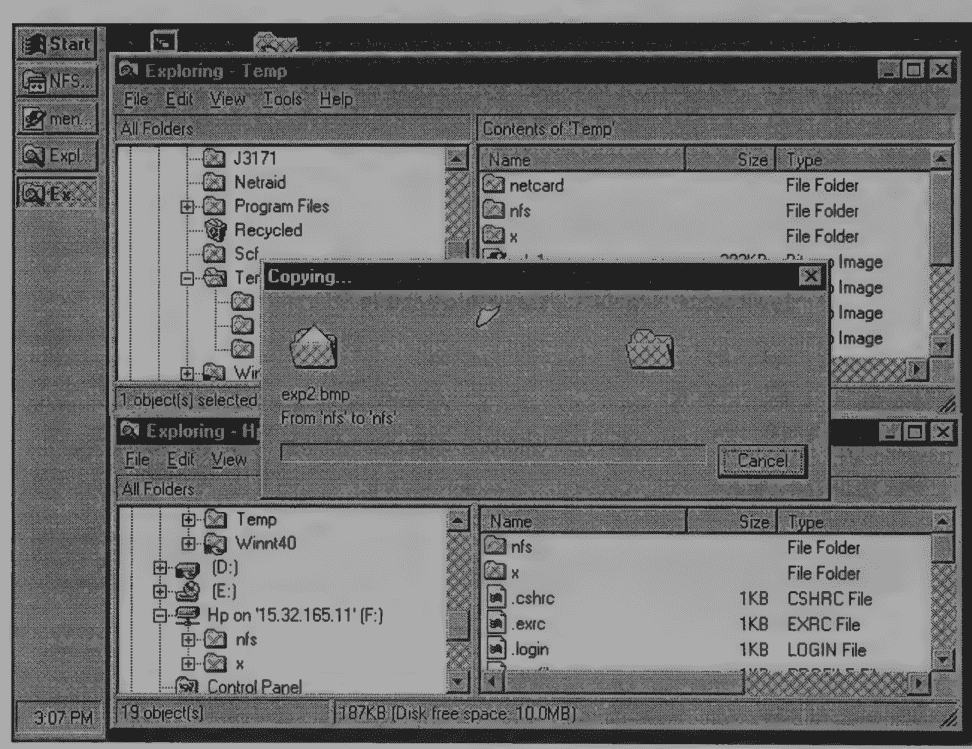 Start
NFS..
men..
Expl..
Ex
Exploring - Temp
File Edit View Tools Help
All Folders
Contents of 'Temp'
J3171
Netraid
Program Files
Recycled
Name Size Type
netcard File Folder
nfs File Folder
x File Folder
Image
Image
Image
Image
Copying...
exp2.bmp
From 'nfs' to 'nfs'
Cancel
1 object(s) selected
Exploring - Hp
File Edit View
All Folders
Temp
Winnt40
(D:)
(E:)
Hp on '15.32.165.11' (F:)
nfs
x
Control Panel
Name Size Type
nfs File Folder
x File Folder
.cshrc 1KB CSHRC File
.exrc 1KB EXRC File
.login 1KB LOGIN File
3:07 PM
19 object(s)
187KB (Disk free space: 10.0MB)